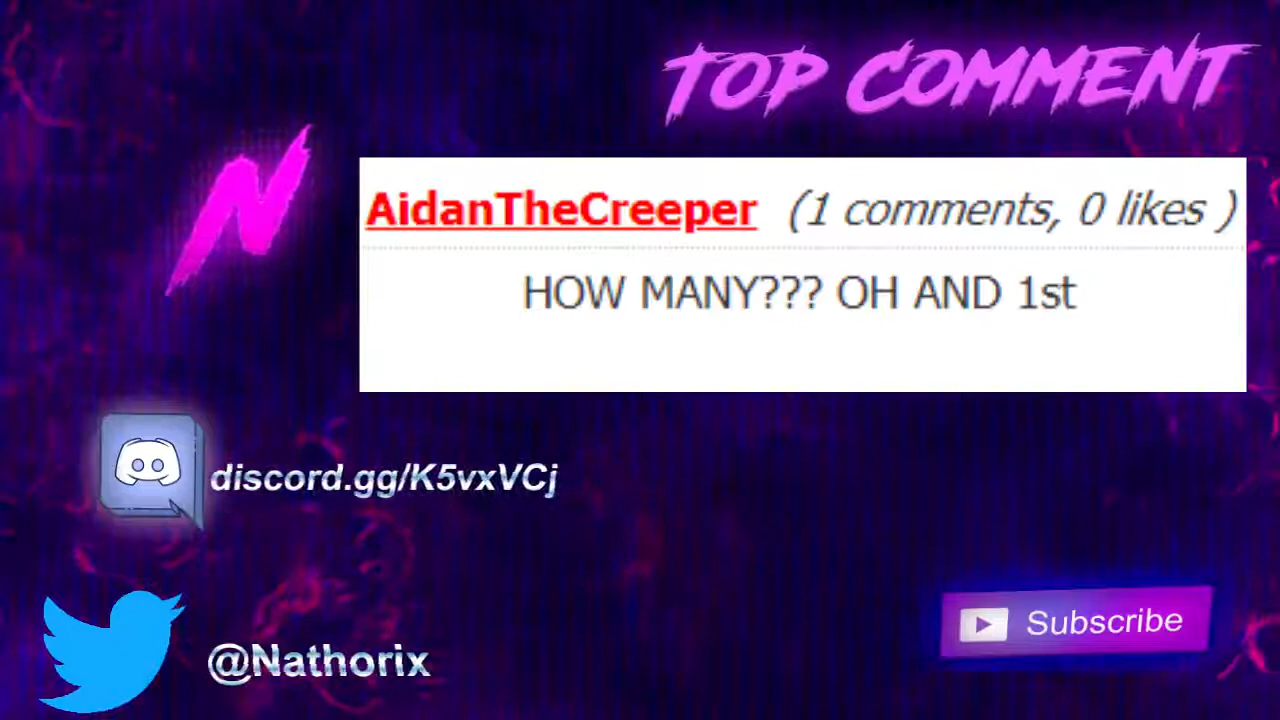 TOP COMMENT
N
AidanTheCreeper (1 comments, 0 likes )
HOW MANY??? OH AND 1st
discord.gg/K5vxVCj
@Nathorix
Subscribe